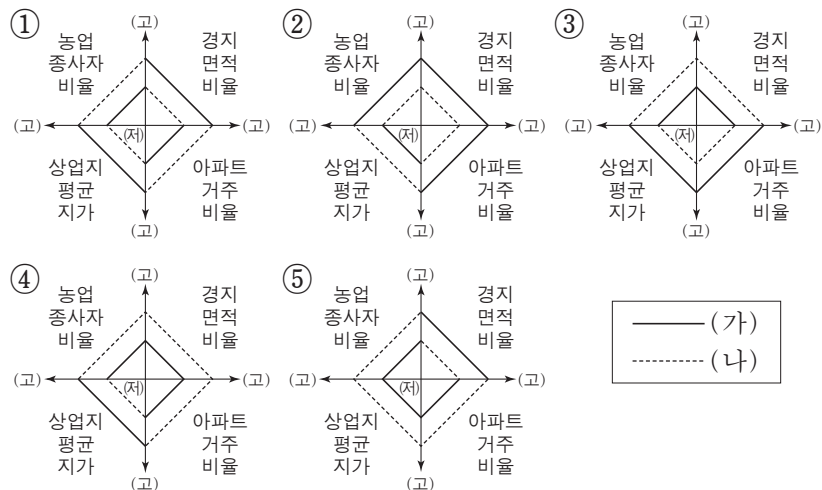 ①
(고)
농업
종사자
비율
경지
면적
비율
(고)
(저)
(고)
상업지
평균
지가
아파트
거주
비율
(고)
②
(고)
농업
종사자
비율
경지
면적
비율
(고)
(저)
(고)
상업지
평균
지가
아파트
거주
비율
(고)
③
(고)
농업
종사자
비율
경지
면적
비율
(고)
(저)
(고)
상업지
평균
지가
아파트
거주
비율
(고)
④
(고)
농업
종사자
비율
경지
면적
비율
(고)
(저)
(고)
상업지
평균
지가
아파트
거주
비율
(고)
⑤
(고)
농업
종사자
비율
경지
면적
비율
(고)
(저)
(고)
상업지
평균
지가
아파트
거주
비율
(고)
(가)
(나)